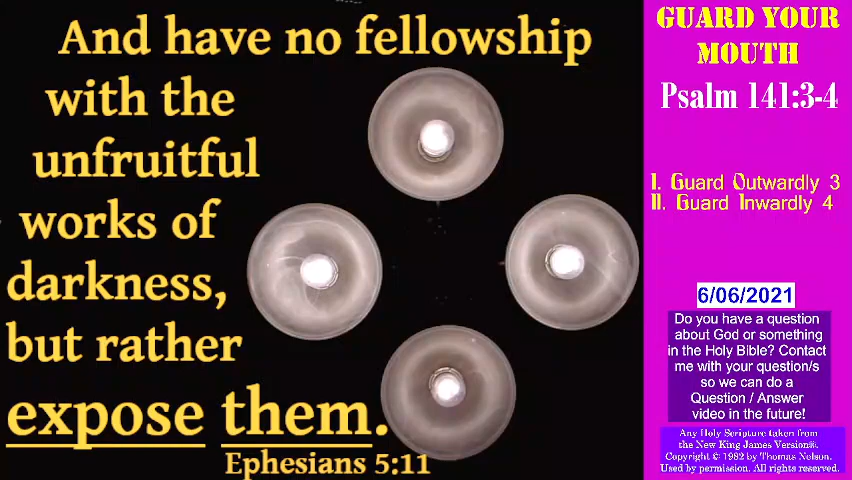 And have no fellowship
with the
unfruitful
works of
darkness,
but rather
expose them.
Ephesians 5:11
GUARD YOUR
MOUTH
Psalm 141:3-4
I. Guard Outwardly 3
II. Guard Inwardly 4
6/06/2021
Do you have a question
about God or something
in the Holy Bible? Contact
me with your question/s
so we can do a
Question / Answer
video in the future!
Any Holy Scripture taken from
the New King James Version®.
Copyright © 1982 by Thomas Nelson.
Used by permission. All rights reserved.